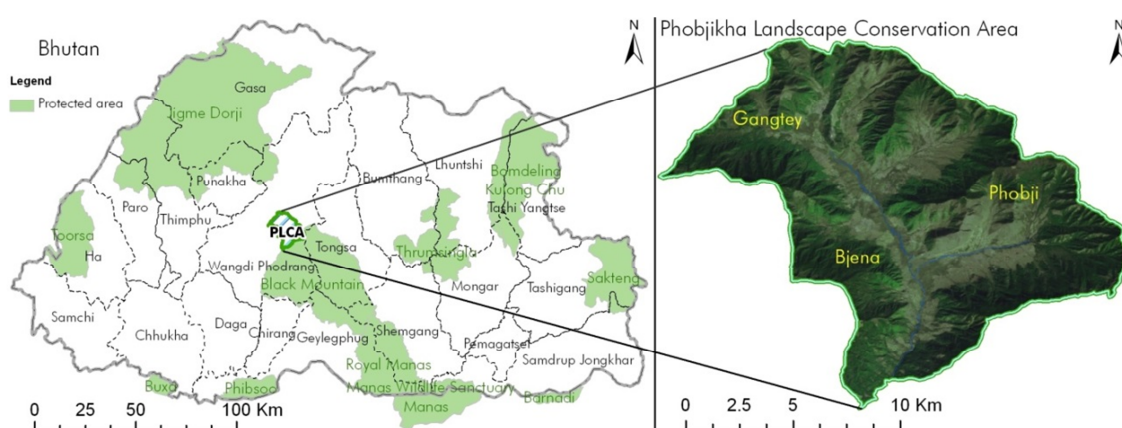 Bhutan
Legend
Protected area
N
Gasa
Jigme Dorji
Punakha
Paro
Thimphu
Toorsa
Ha
Samchi
Chhukha
Daga
Chirang
Geylegphug
Wangdi Phodrang
Black Mountain
PLCA
Tongsa
Bumthang
Lhuntshi
Bomdeling
Kulong Chu
Tashi Yangtse
Thrumsingla
Mongar
Tashigang
Sakteng
Shemgang
Pemagatsel
Samdrup Jongkhar
Royal Manas
Manas Wildlife Sanctuary
Manas
Barnadi
Buxa
Phibsoo
0 25 50 100 Km
Phobjikha Landscape Conservation Area
N
Gangtey
Phobji
Bjena
0 2.5 5 10 Km